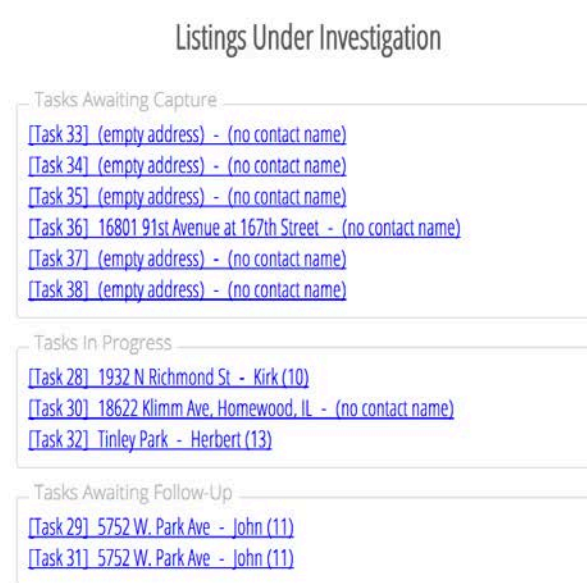 Listings Under Investigation
Tasks Awaiting Capture
[Task 33] (empty address) - (no contact name)
[Task 34] (empty address) - (no contact name)
[Task 35] (empty address) - (no contact name)
[Task 36] 16801 91st Avenue at 167th Street - (no contact name)
[Task 37] (empty address) - (no contact name)
[Task 38] (empty address) - (no contact name)
Tasks In Progress
[Task 28] 1932 N Richmond St - Kirk (10)
[Task 30] 18622 Klimm Ave, Homewood, IL - (no contact name)
[Task 32] Tinley Park - Herbert (13)
Tasks Awaiting Follow-Up
[Task 29] 5752 W. Park Ave - John (11)
[Task 31] 5752 W. Park Ave - John (11)